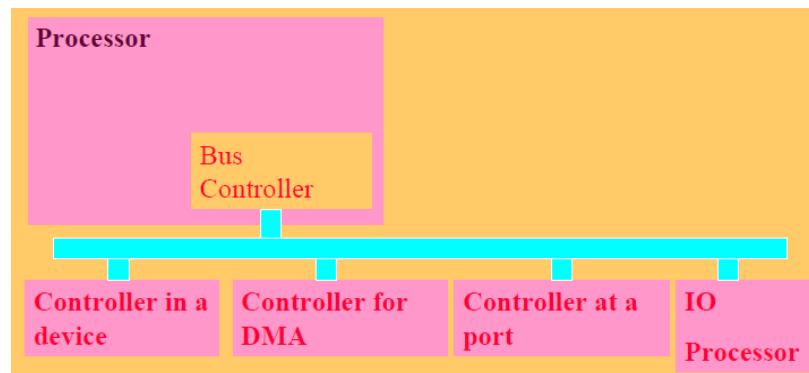 Processor
Bus
Controller
Controller in a
device
Controller for
DMA
Controller at a
port
IO
Processor